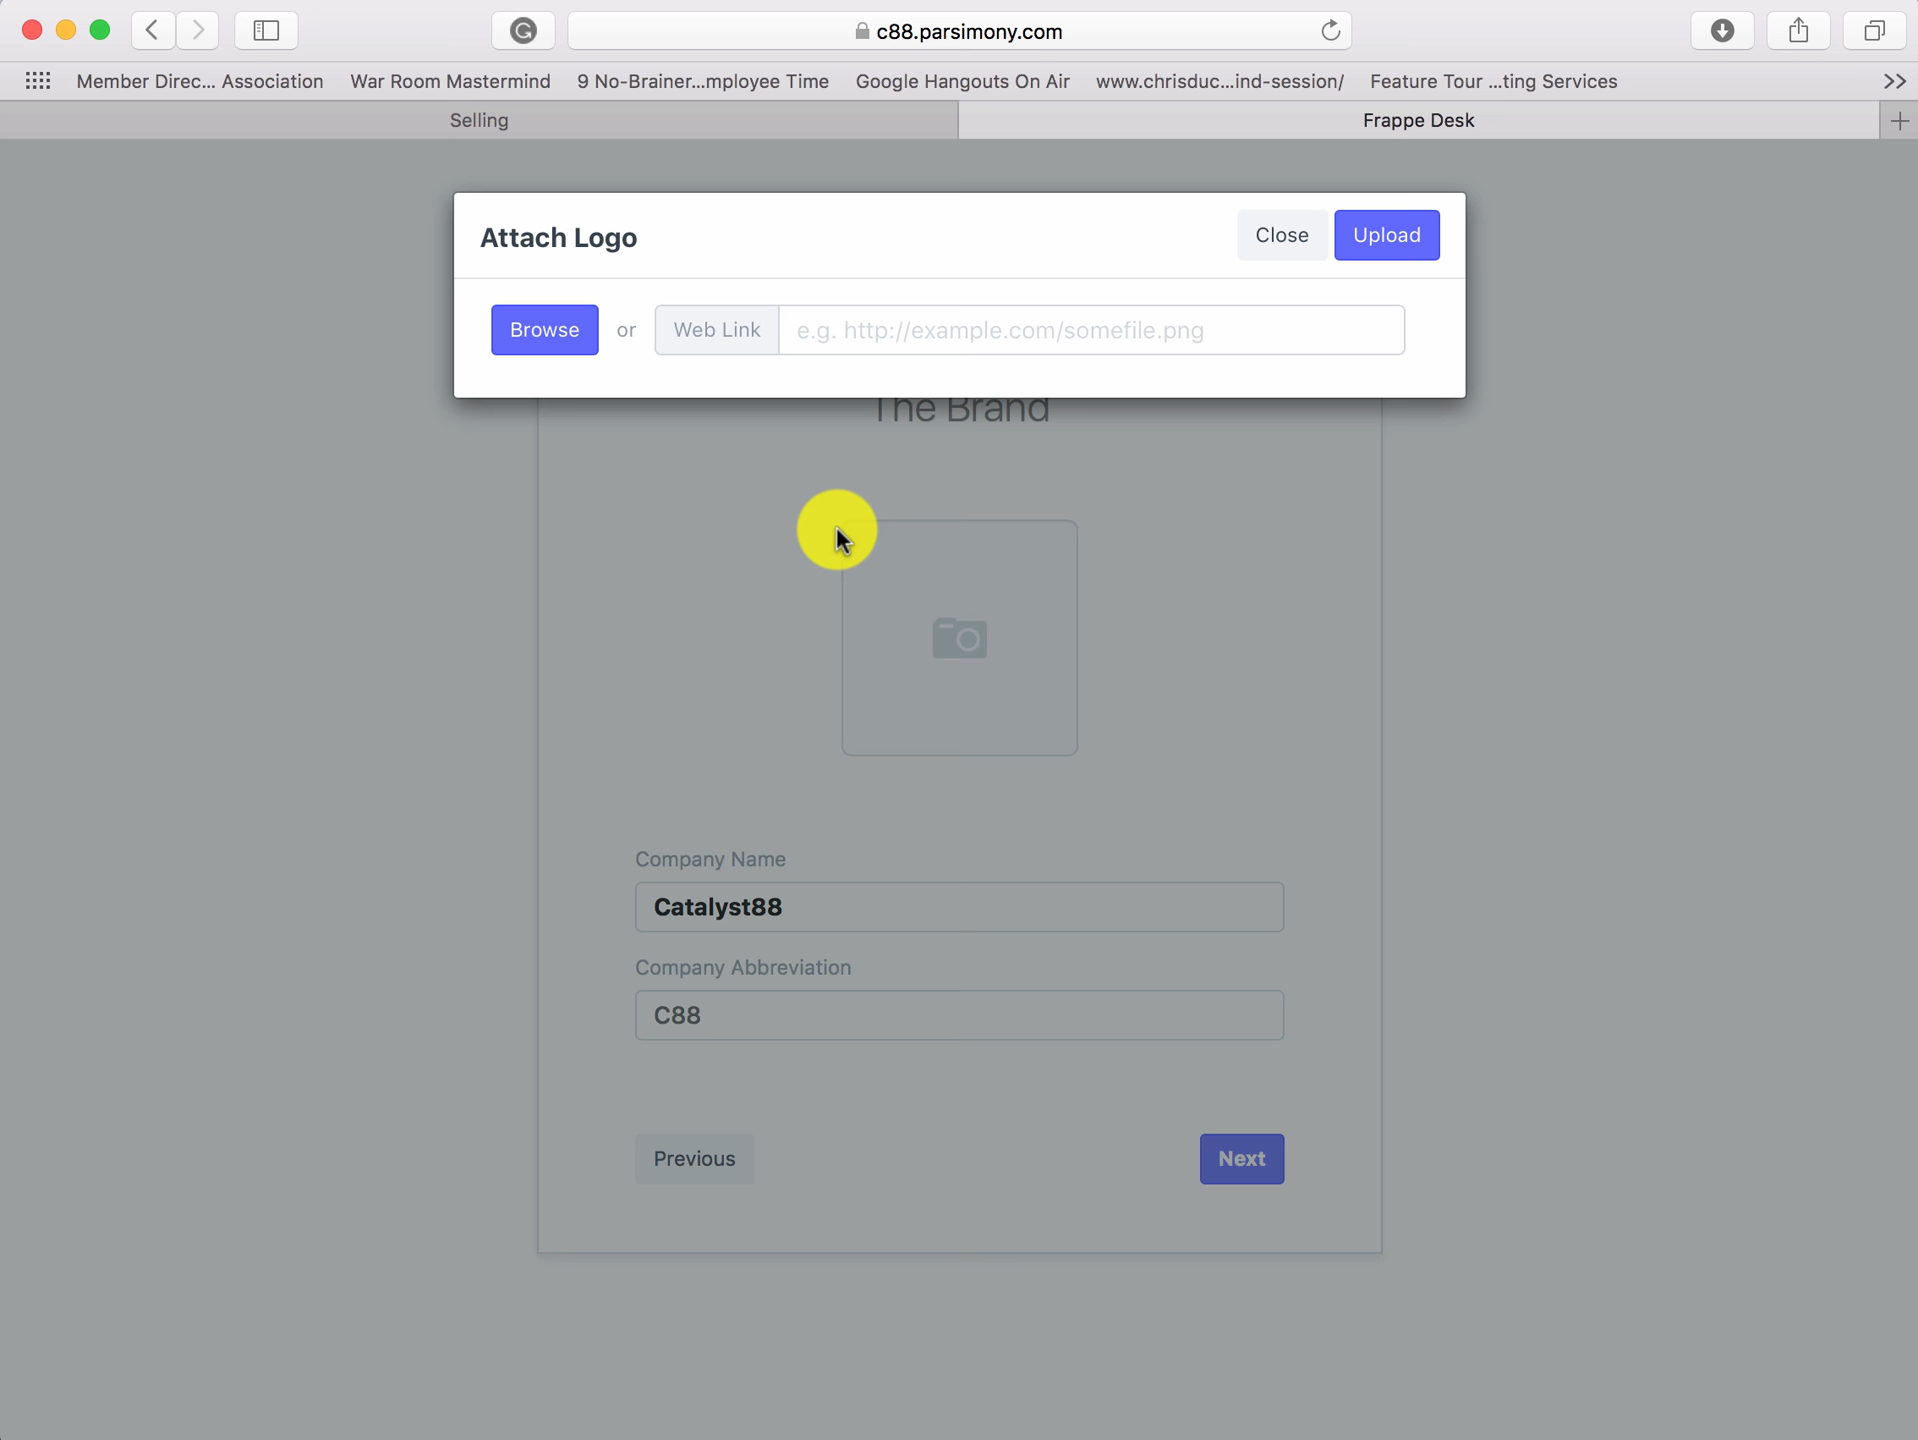 c88.parsimony.com
Member Direc... Association War Room Mastermind 9 No-Brainer...mployee Time Google Hangouts On Air www.chrisduc...ind-session/ Feature Tour ...ting Services
Selling Frappe Desk
Attach Logo Close Upload
Browse or Web Link e.g. http://example.com/somefile.png
The Brand
Company Name
Catalyst88
Company Abbreviation
C88
Previous Next